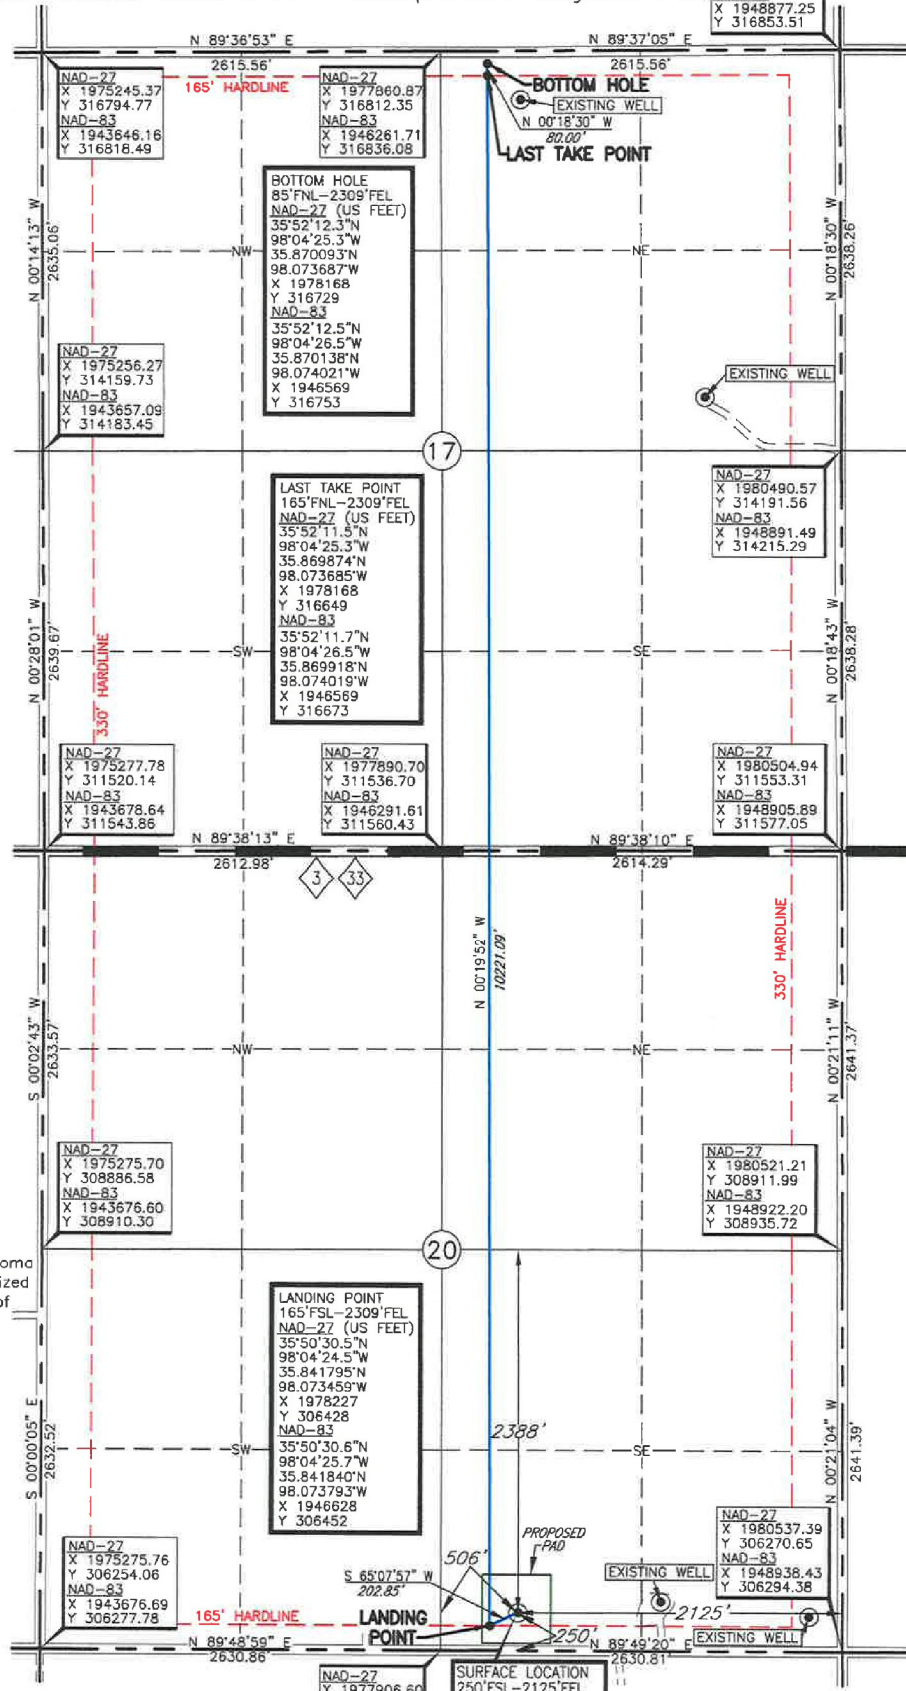 X 1948877.25
Y 316853.51
N 89°36'53" E
2615.56'
N 89°37'05" E
2615.56'
NAD-27
X 1975245.37
Y 316794.77
NAD-83
X 1943646.16
Y 316818.49
165' HARDLINE
NAD-27
X 1977860.87
Y 316812.35
NAD-83
X 1946261.71
Y 316836.08
BOTTOM HOLE
EXISTING WELL
N 00°18'30" W
80.00'
LAST TAKE POINT
BOTTOM HOLE
85'FNL-2309'FEL
NAD-27 (US FEET)
35°52'12.3"N
98°04'25.3"W
35.870093°N
98.073687°W
X 1978168
Y 316729
NAD-83
35°52'12.5"N
98°04'26.5"W
35.870138°N
98.074021°W
X 1946569
Y 316753
N 00°14'13" W
2635.06'
NW
NE
N 00°18'30" W
2638.26'
NAD-27
X 1975256.27
Y 314159.73
NAD-83
X 1943657.09
Y 314183.45
EXISTING WELL
17
NAD-27
X 1980490.57
Y 314191.56
NAD-83
X 1948891.49
Y 314215.29
LAST TAKE POINT
165'FNL-2309'FEL
NAD-27 (US FEET)
35°52'11.5"N
98°04'25.3"W
35.869874°N
98.073685°W
X 1978168
Y 316649
NAD-83
35°52'11.7"N
98°04'26.5"W
35.869918°N
98.074019°W
X 1946569
Y 316673
N 00°28'01" W
2639.67'
330' HARDLINE
SW
SE
N 00°18'43" W
2638.28'
NAD-27
X 1975277.78
Y 311520.14
NAD-83
X 1943678.64
Y 311543.86
NAD-27
X 1977890.70
Y 311536.70
NAD-83
X 1946291.61
Y 311560.43
NAD-27
X 1980504.94
Y 311553.31
NAD-83
X 1948905.89
Y 311577.05
N 89°38'13" E
2612.98'
N 89°38'10" E
2614.29'
3
33
N 00°19'52" W
10221.09'
330' HARDLINE
S 00°02'43" W
2633.57'
NW
NE
N 00°21'11" W
2641.37'
NAD-27
X 1975275.70
Y 308886.58
NAD-83
X 1943676.60
Y 308910.30
NAD-27
X 1980521.21
Y 308911.99
NAD-83
X 1948922.20
Y 308935.72
20
oma
ized
of
LANDING POINT
165'FSL-2309'FEL
NAD-27 (US FEET)
35°50'30.5"N
98°04'24.5"W
35.841795°N
98.073459°W
X 1978227
Y 306428
NAD-83
35°50'30.6"N
98°04'25.7"W
35.841840°N
98.073793°W
X 1946628
Y 306452
S 00°00'05" E
2632.52'
SW
2388'
SE
N 00°21'04" W
2641.39'
NAD-27
X 1975275.76
Y 306254.06
NAD-83
X 1943676.69
Y 306277.78
NAD-27
X 1980537.39
Y 306270.65
NAD-83
X 1948938.43
Y 306294.38
PROPOSED
PAD
506'
S 65°07'57" W
202.85'
EXISTING WELL
2125'
165' HARDLINE
LANDING
POINT
250'
EXISTING WELL
N 89°48'59" E
2630.86'
N 89°49'20" E
2630.81'
NAD-27
X 1977906.60
SURFACE LOCATION
250'FSL-2125'FEL